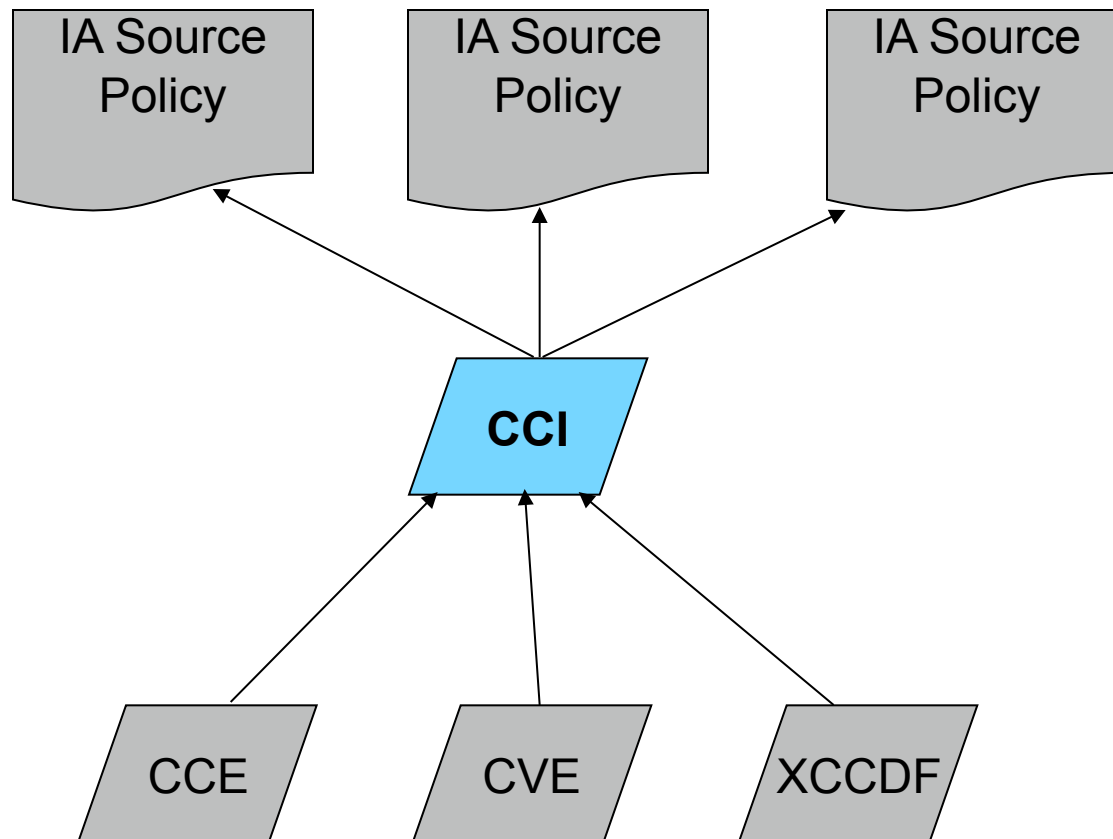 IA Source
Policy
IA Source
Policy
IA Source
Policy
CCI
CCE
CVE
XCCDF